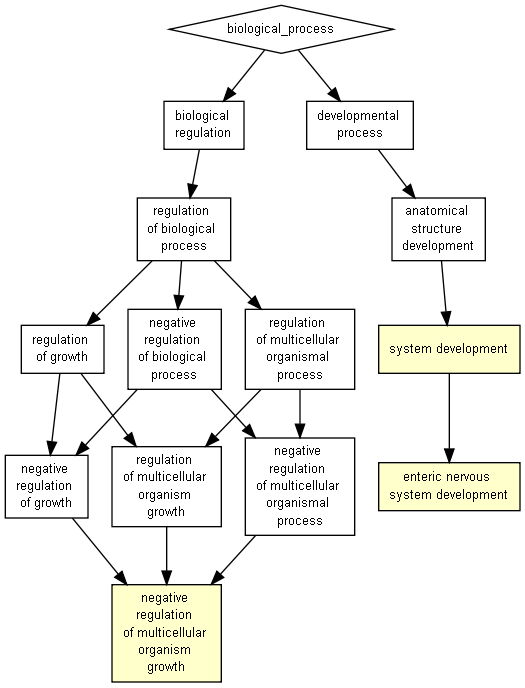 biological_process
biological
regulation
developmental
process
regulation
of biological
process
anatomical
structure
development
regulation
of growth
negative
regulation
of biological
process
regulation
of multicellular
organismal
process
system development
negative
regulation
of growth
regulation
of multicellular
organism
growth
negative
regulation
of multicellular
organismal
process
enteric nervous
system development
negative
regulation
of multicellular
organism
growth